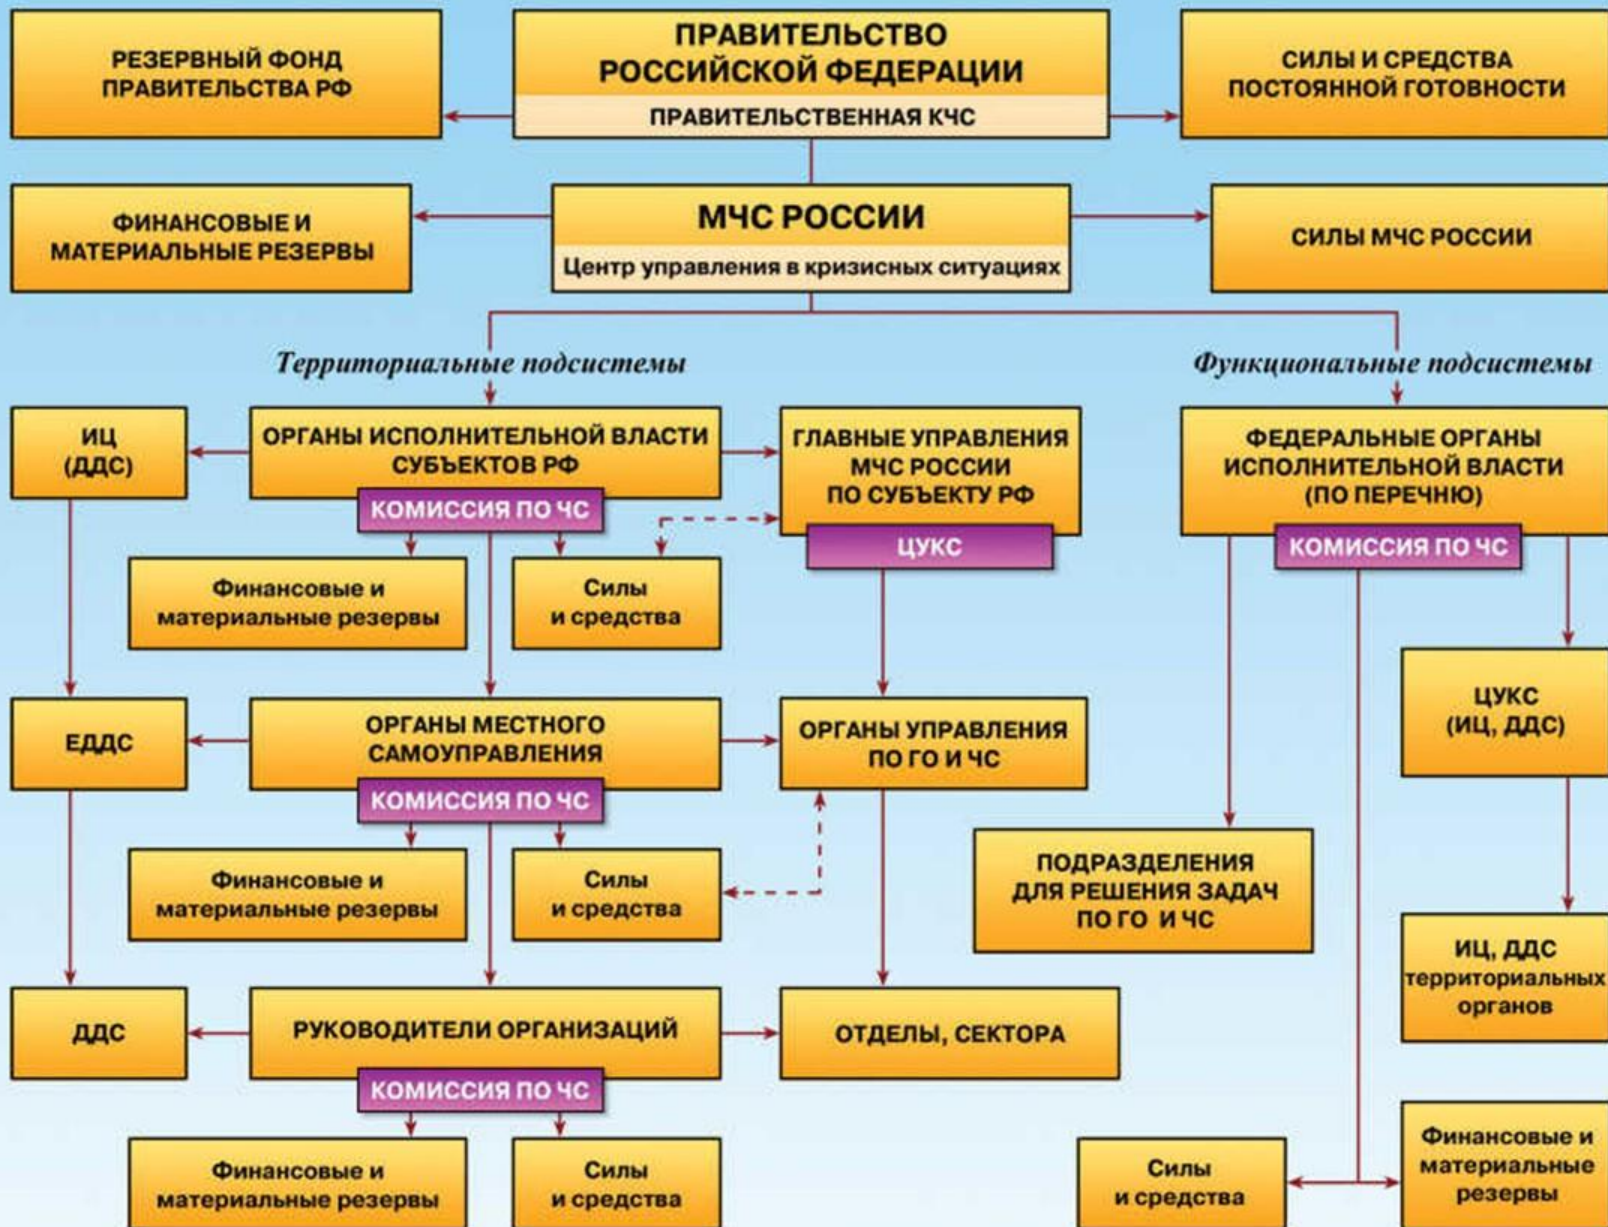 РЕЗЕРВНЫЙ ФОНД
ПРАВИТЕЛЬСТВА РФ
ПРАВИТЕЛЬСТВО
РОССИЙСКОЙ ФЕДЕРАЦИИ
ПРАВИТЕЛЬСТВЕННАЯ КЧС
СИЛЫ И СРЕДСТВА
ПОСТОЯННОЙ ГОТОВНОСТИ
ФИНАНСОВЫЕ И
МАТЕРИАЛЬНЫЕ РЕЗЕРВЫ
МЧС РОССИИ
Центр управления в кризисных ситуациях
СИЛЫ МЧС РОССИИ
Территориальные подсистемы
Функциональные подсистемы
ИЦ
(ДДС)
ОРГАНЫ ИСПОЛНИТЕЛЬНОЙ ВЛАСТИ
СУБЪЕКТОВ РФ
КОМИССИЯ ПО ЧС
ГЛАВНЫЕ УПРАВЛЕНИЯ
МЧС РОССИИ
ПО СУБЪЕКТУ РФ
ЦУКС
ФЕДЕРАЛЬНЫЕ ОРГАНЫ
ИСПОЛНИТЕЛЬНОЙ ВЛАСТИ
(ПО ПЕРЕЧНЮ)
КОМИССИЯ ПО ЧС
Финансовые и
материальные резервы
Силы
и средства
ЕДДС
ОРГАНЫ МЕСТНОГО
САМОУПРАВЛЕНИЯ
КОМИССИЯ ПО ЧС
ОРГАНЫ УПРАВЛЕНИЯ
ПО ГО И ЧС
ЦУКС
(ИЦ, ДДС)
Финансовые и
материальные резервы
Силы
и средства
ПОДРАЗДЕЛЕНИЯ
ДЛЯ РЕШЕНИЯ ЗАДАЧ
ПО ГО И ЧС
ИЦ, ДДС
территориальных
органов
ДДС
РУКОВОДИТЕЛИ ОРГАНИЗАЦИЙ
КОМИССИЯ ПО ЧС
ОТДЕЛЫ, СЕКТОРА
Финансовые и
материальные резервы
Силы
и средства
Силы
и средства
Финансовые и
материальные
резервы